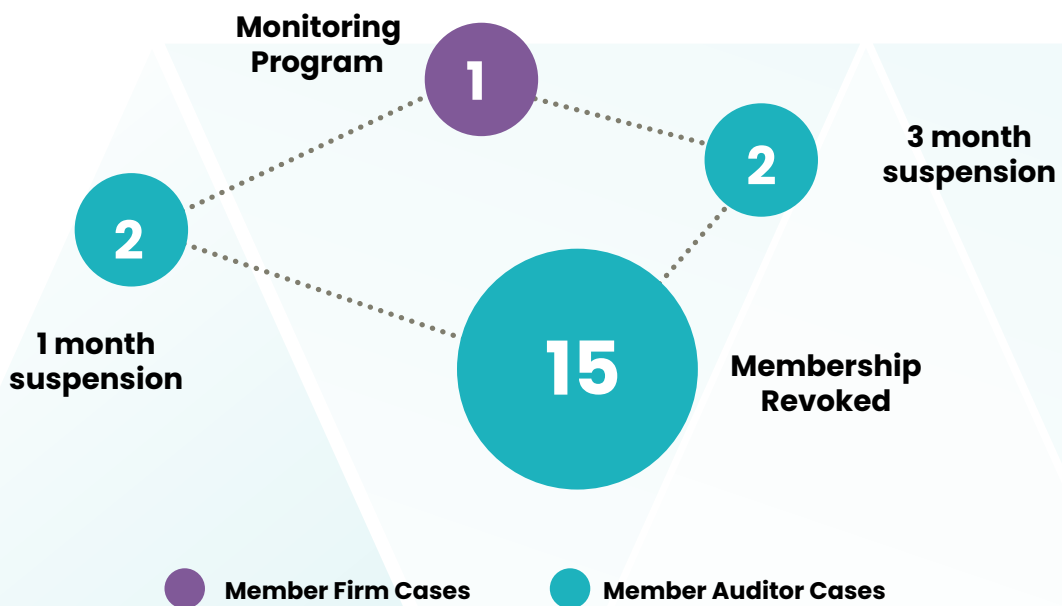 Monitoring
Program
1
2
3 month
suspension
2
1 month
suspension
15
Membership
Revoked
Member Firm Cases
Member Auditor Cases